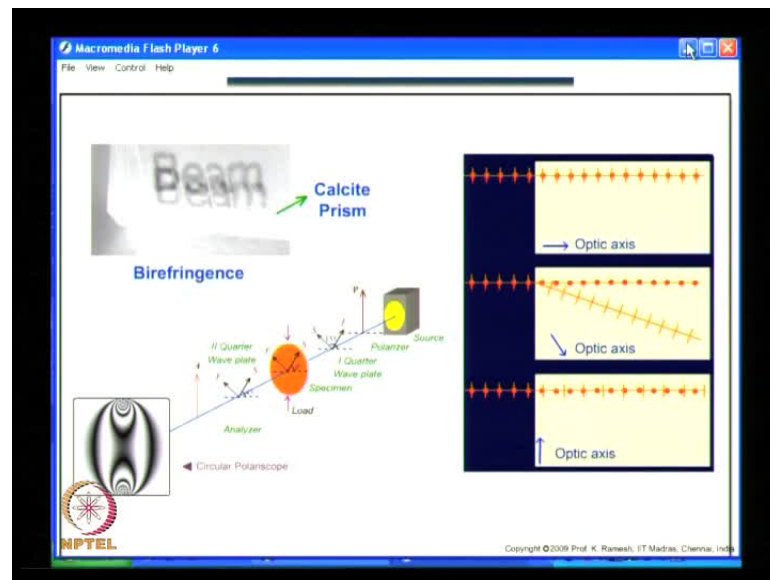 Macromedia Flash Player 6
File View Control Help
Beam
Beam
Calcite
Prism
Birefringence
P
Source
Polarizer
I Quarter
Wave plate
II Quarter
Wave plate
Specimen
Load
A
Analyzer
Circular Polariscope
Optic axis
Optic axis
Optic axis
NPTEL
Copyright ©2009 Prof. K. Ramesh, IIT Madras, Chennai, India